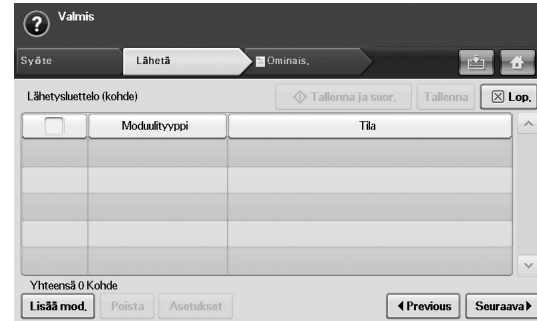 Valmis
Syöte Lähetä Ominais.
Lähetysluettelo (kohde) Tallenna ja suor. Tallenna Lop.
Moduulityyppi Tila
Yhteensä 0 Kohde
Lisää mod. Poista Asetukset Previous Seuraava